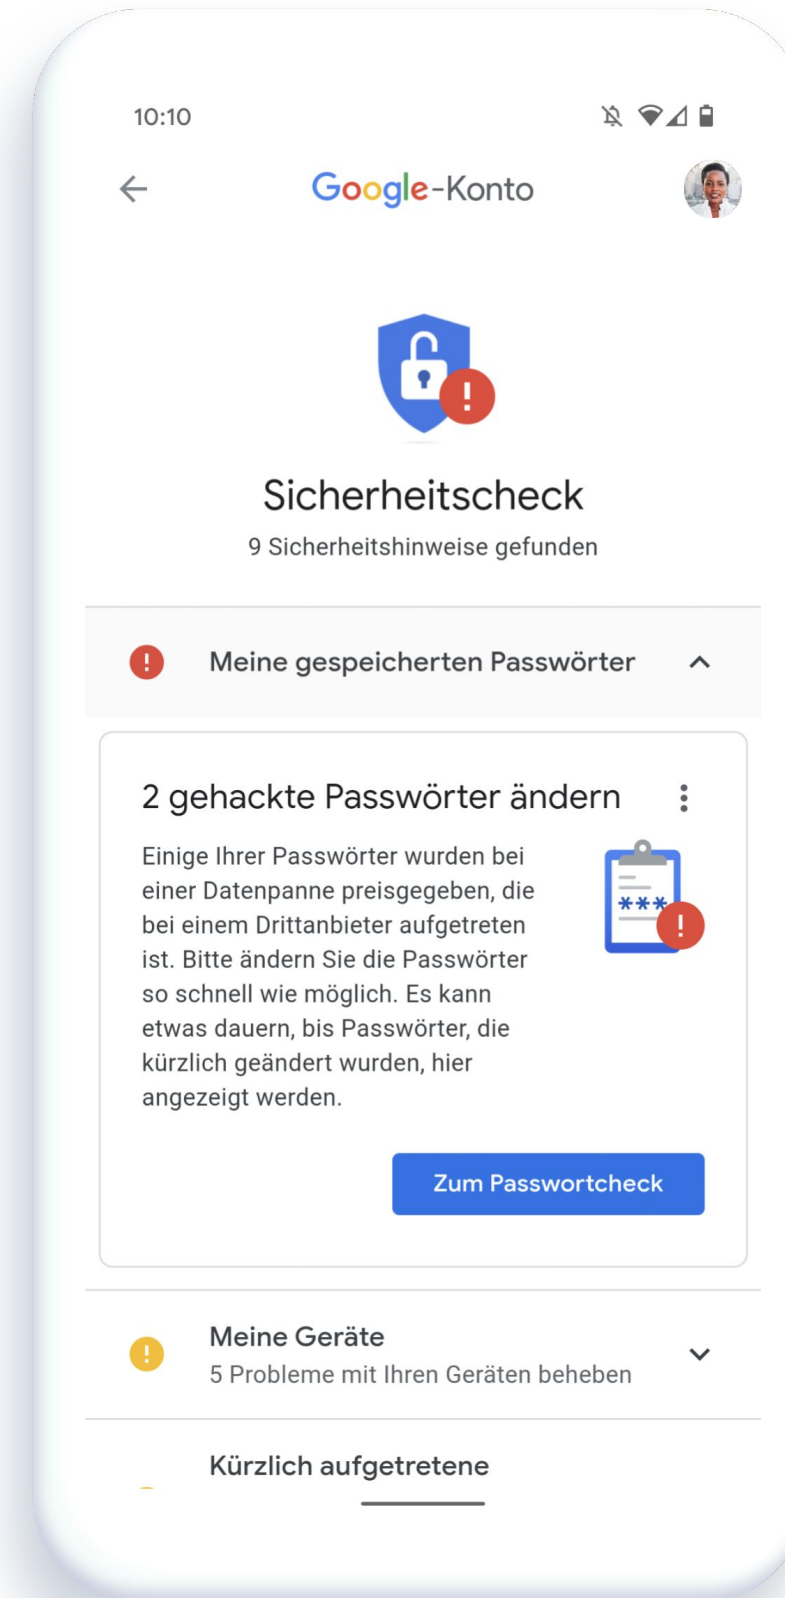 10:10
Google-Konto
Sicherheitscheck
9 Sicherheitshinweise gefunden
Meine gespeicherten Passwörter
2 gehackte Passwörter ändern
Einige Ihrer Passwörter wurden bei
einer Datenpanne preisgegeben, die
bei einem Drittanbieter aufgetreten
ist. Bitte ändern Sie die Passwörter
so schnell wie möglich. Es kann
etwas dauern, bis Passwörter, die
kürzlich geändert wurden, hier
angezeigt werden.
***
Zum Passwortcheck
Meine Geräte
5 Probleme mit Ihren Geräten beheben
Kürzlich aufgetretene